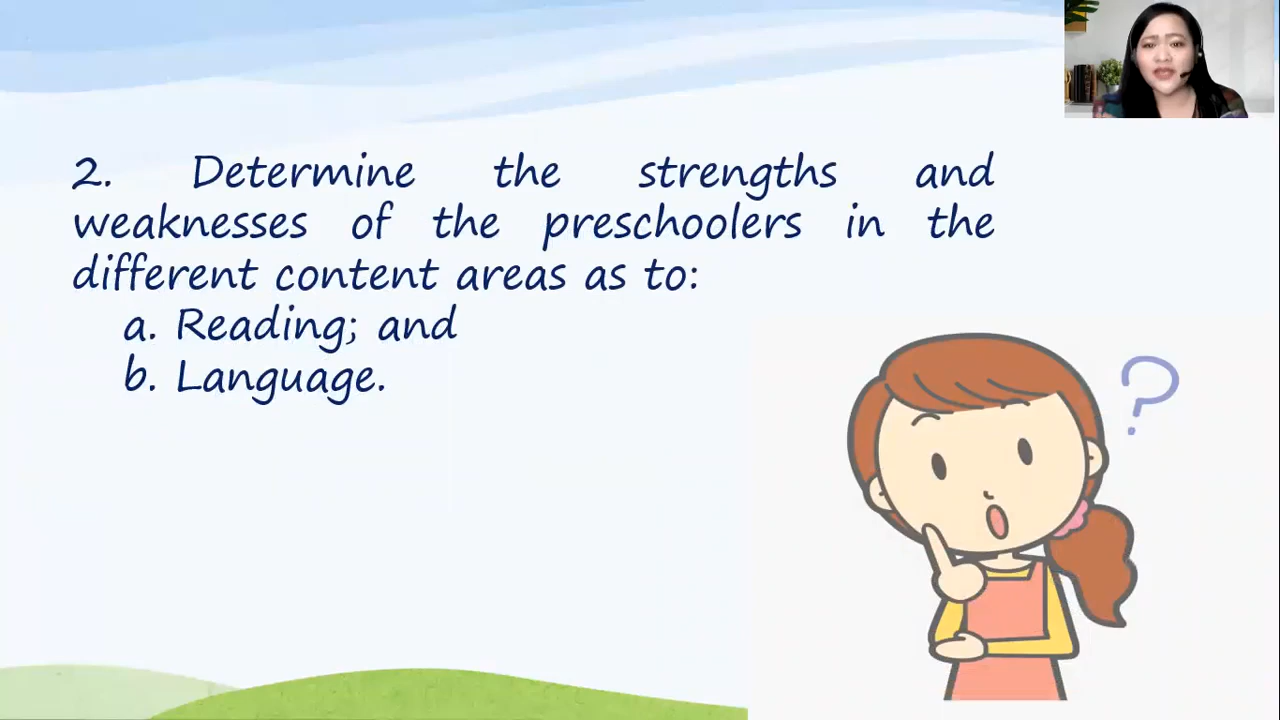 2. Determine the strengths and
weaknesses of the preschoolers in the
different content areas as to:
a. Reading; and
b. Language.
?